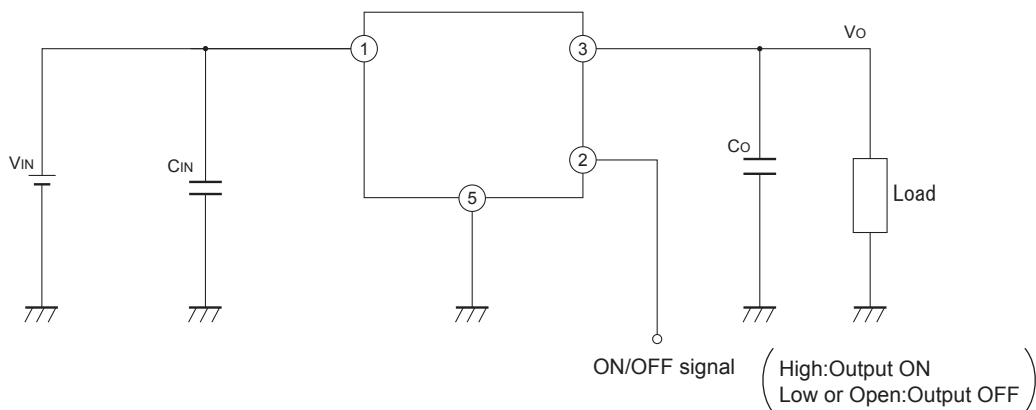 1
3
Vo
VIN
CIN
2
Co
5
Load
ON/OFF signal
High:Output ON
Low or Open:Output OFF